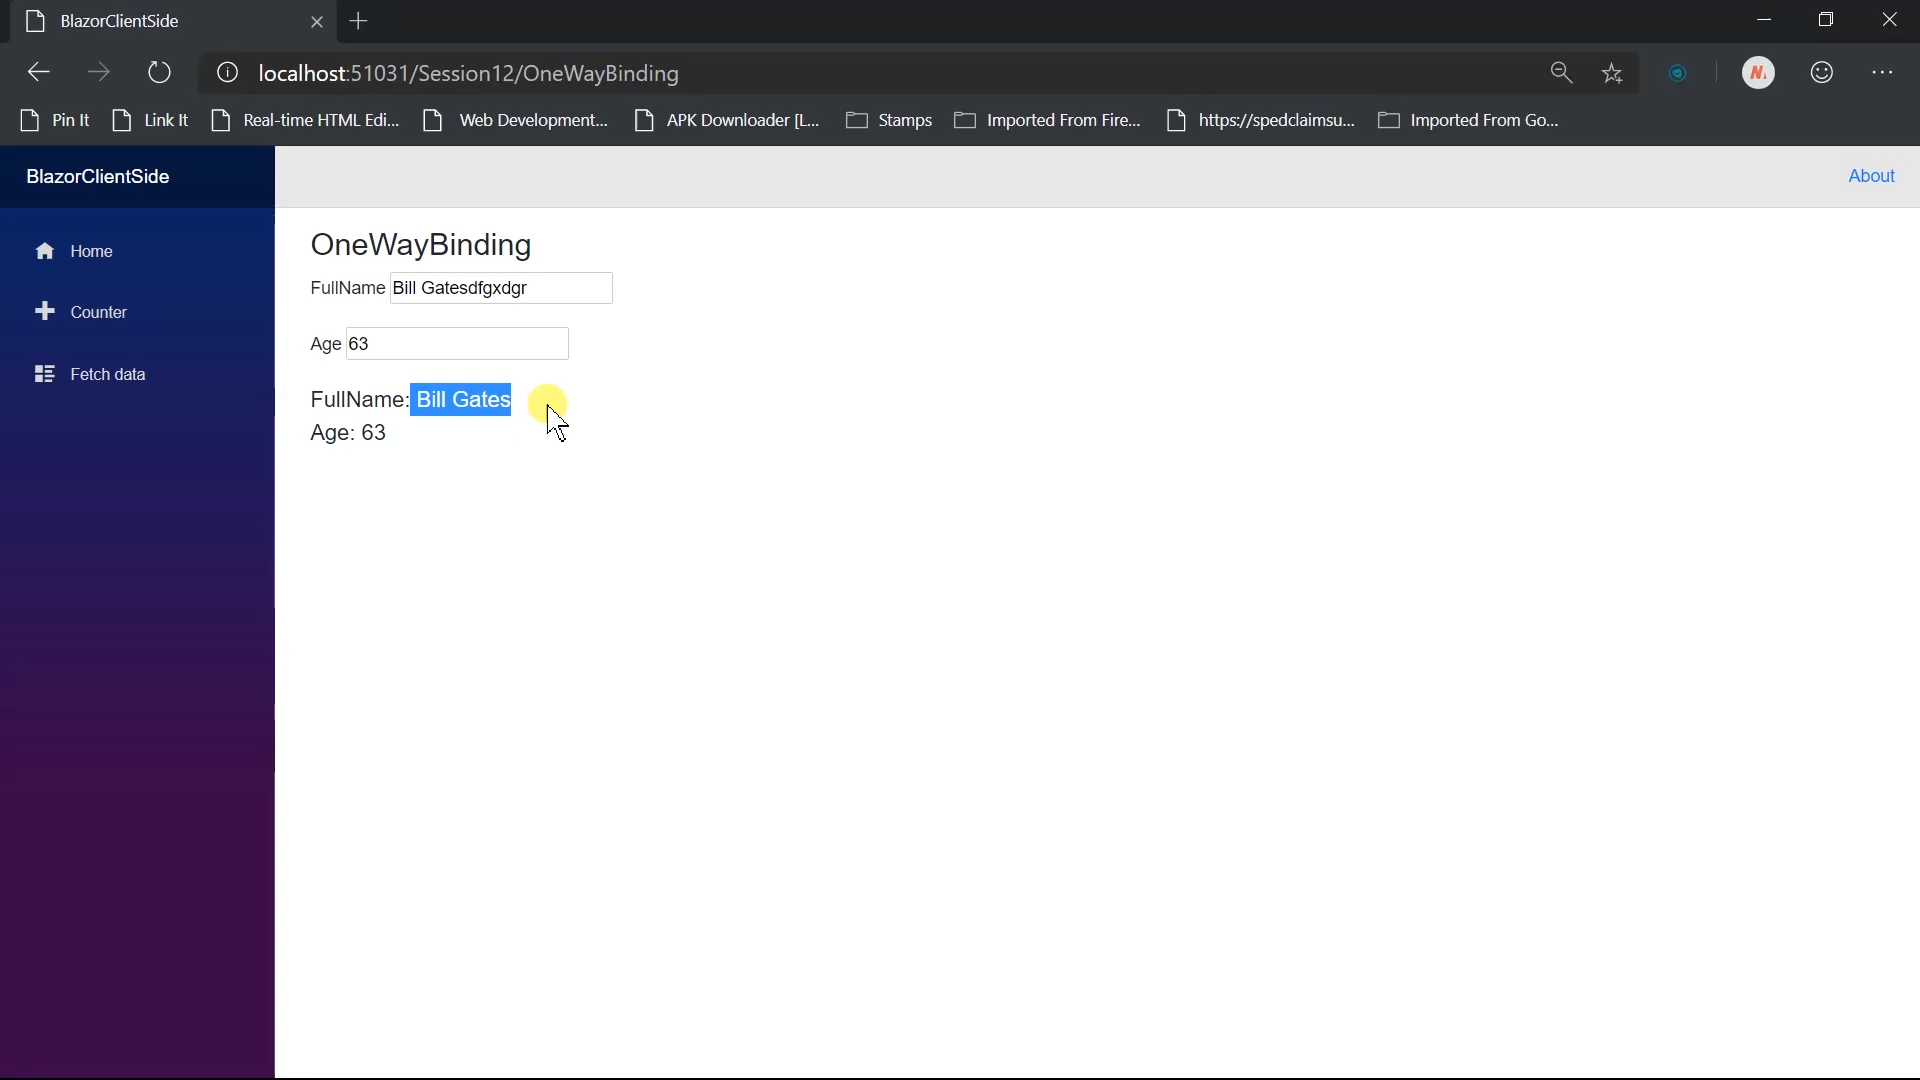 BlazorClientSide
localhost:51031/Session12/OneWayBinding
Pin It
Link It
Real-time HTML Edi...
Web Development...
APK Downloader [L...
Stamps
Imported From Fire...
https://spedclaimsu...
Imported From Go...
BlazorClientSide
About
Home
Counter
Fetch data
OneWayBinding
FullName Bill Gatesdfgxdgr
Age 63
FullName: Bill Gates
Age: 63